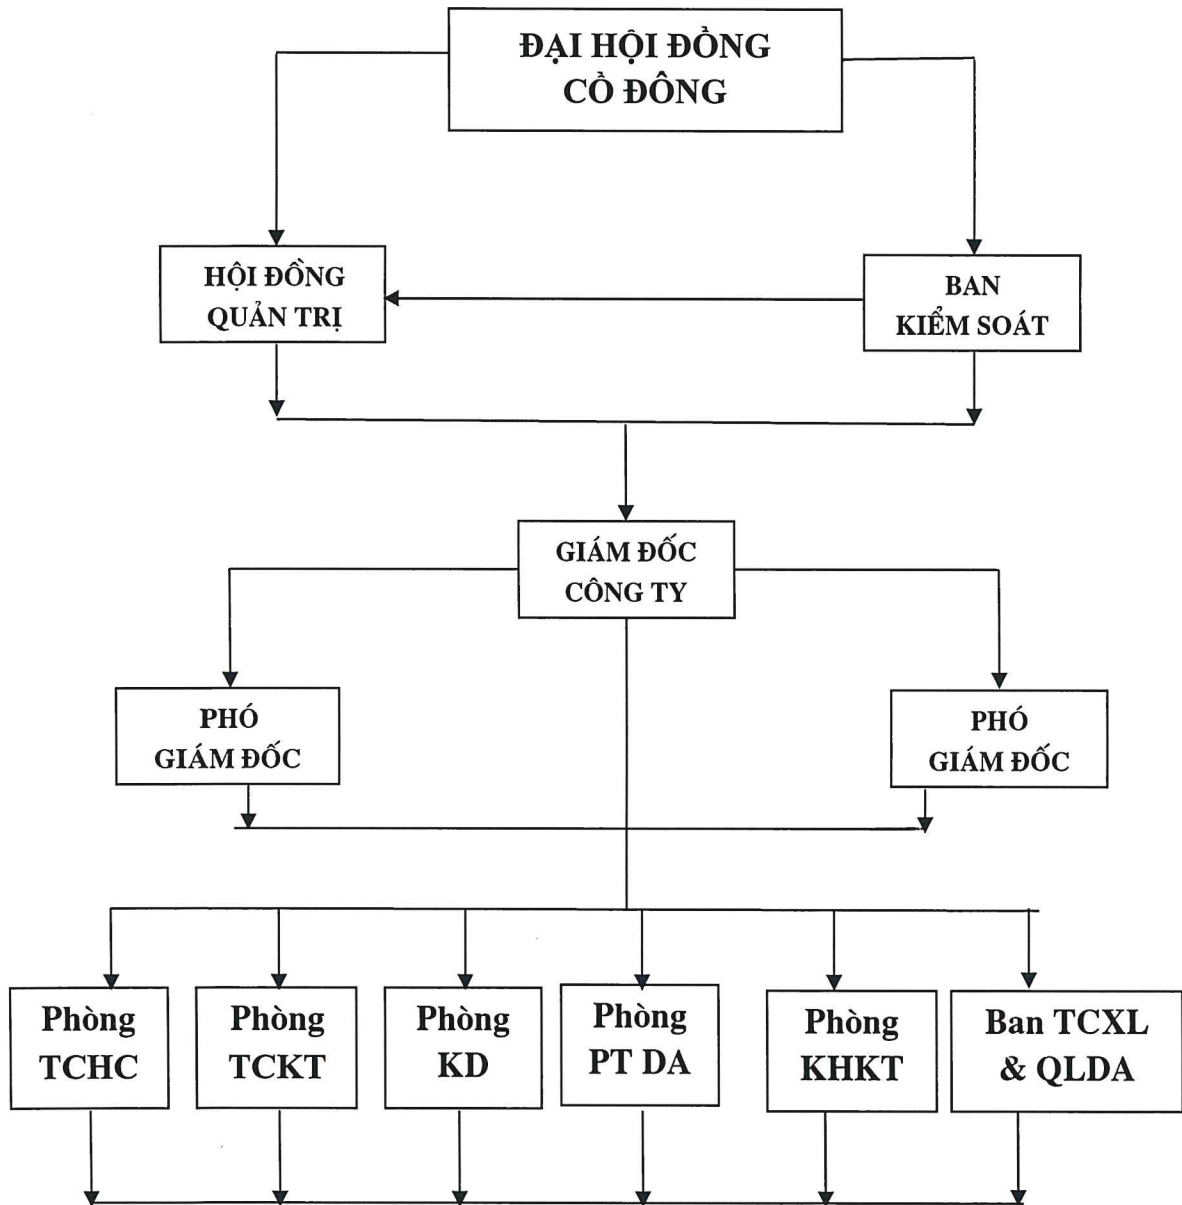 ĐẠI HỘI ĐỒNG
CỔ ĐÔNG
HỘI ĐỒNG
QUẢN TRỊ
BAN
KIỂM SOÁT
GIÁM ĐỐC
CÔNG TY
PHÓ
GIÁM ĐỐC
PHÓ
GIÁM ĐỐC
Phòng
TCHC
Phòng
TCKT
Phòng
KD
Phòng
PT DA
Phòng
KHKT
Ban TCXL
& QLDA